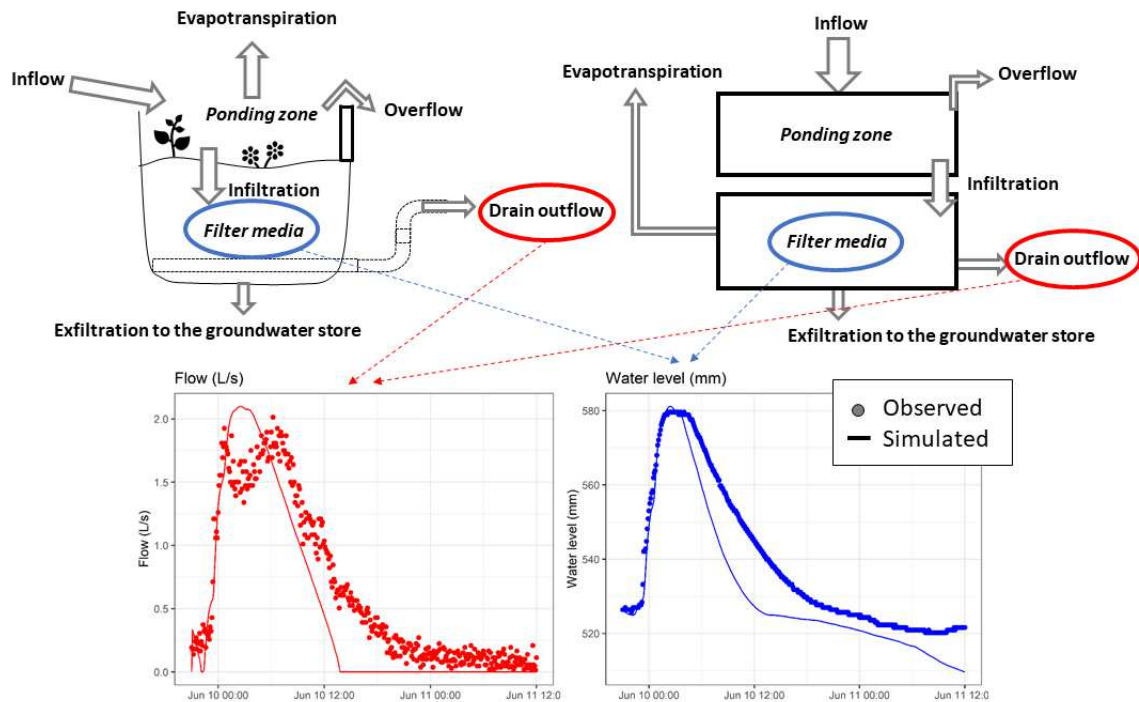 Evapotranspiration
Inflow
Ponding zone
Overflow
Infiltration
Filter media
Drain outflow
Exfiltration to the groundwater store
Inflow
Evapotranspiration
Overflow
Ponding zone
Infiltration
Filter media
Drain outflow
Exfiltration to the groundwater store
Flow (L/s)
2.0
1.5
1.0
0.5
0.0
Flow (L/s)
Jun 10 00:00
Jun 10 12:00
Jun 11 00:00
Jun 11 12:0
Water level (mm)
580
560
540
520
Water level (mm)
Jun 10 00:00
Jun 10 12:00
Jun 11 00:00
Jun 11 12:0
Observed
Simulated